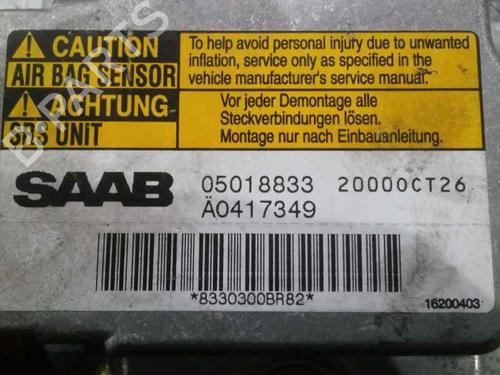 CAUTION
AIR BAG SENSOR
ACHTUNG
SRS UNIT
To help avoid personal injury due to unwanted
inflation, service only as specified in the
vehicle manufacturer's service manual.
Vor jeder Demontage alle
Steckverbindungen lösen.
Montage nur nach Einbauanleitung.
SAAB
05018833 20000CT26
Ä0417349
*8330300BR82*
16200403
B PARTS